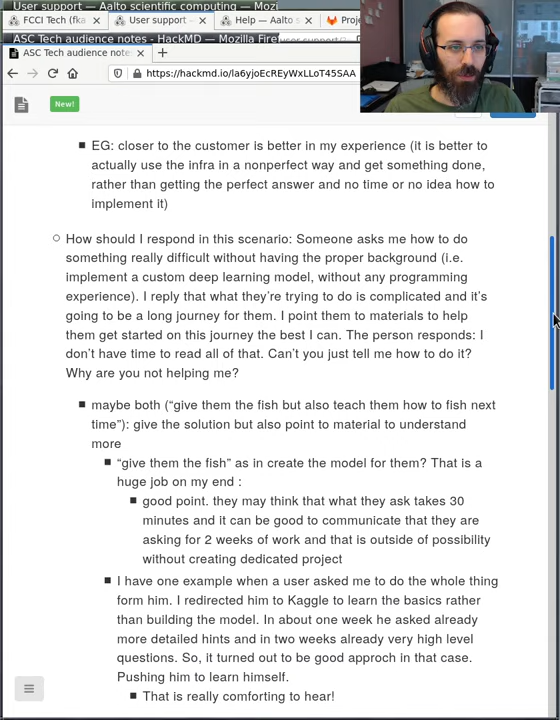 User support — Aalto scientific computing — Mozi
FCCI Tech (fka
User support
Help — Aalto s
Proje
ASC Tech audience notes - HackMD — Mozilla Firef
ASC Tech audience note
https://hackmd.io/la6yjoEcREyWxLLoT45SAA
New!
EG: closer to the customer is better in my experience (it is better to
actually use the infra in a nonperfect way and get something done,
rather than getting the perfect answer and no time or no idea how to
implement it)
How should I respond in this scenario: Someone asks me how to do
something really difficult without having the proper background (i.e.
implement a custom deep learning model, without any programming
experience). I reply that what they’re trying to do is complicated and it’s
going to be a long journey for them. I point them to materials to help
them get started on this journey the best I can. The person responds: I
don’t have time to read all of that. Can’t you just tell me how to do it?
Why are you not helping me?
maybe both (“give them the fish but also teach them how to fish next
time”): give the solution but also point to material to understand
more
“give them the fish” as in create the model for them? That is a
huge job on my end :
good point. they may think that what they ask takes 30
minutes and it can be good to communicate that they are
asking for 2 weeks of work and that is outside of possibility
without creating dedicated project
I have one example when a user asked me to do the whole thing
form him. I redirected him to Kaggle to learn the basics rather
than building the model. In about one week he asked already
more detailed hints and in two weeks already very high level
questions. So, it turned out to be good approch in that case.
Pushing him to learn himself.
That is really comforting to hear!